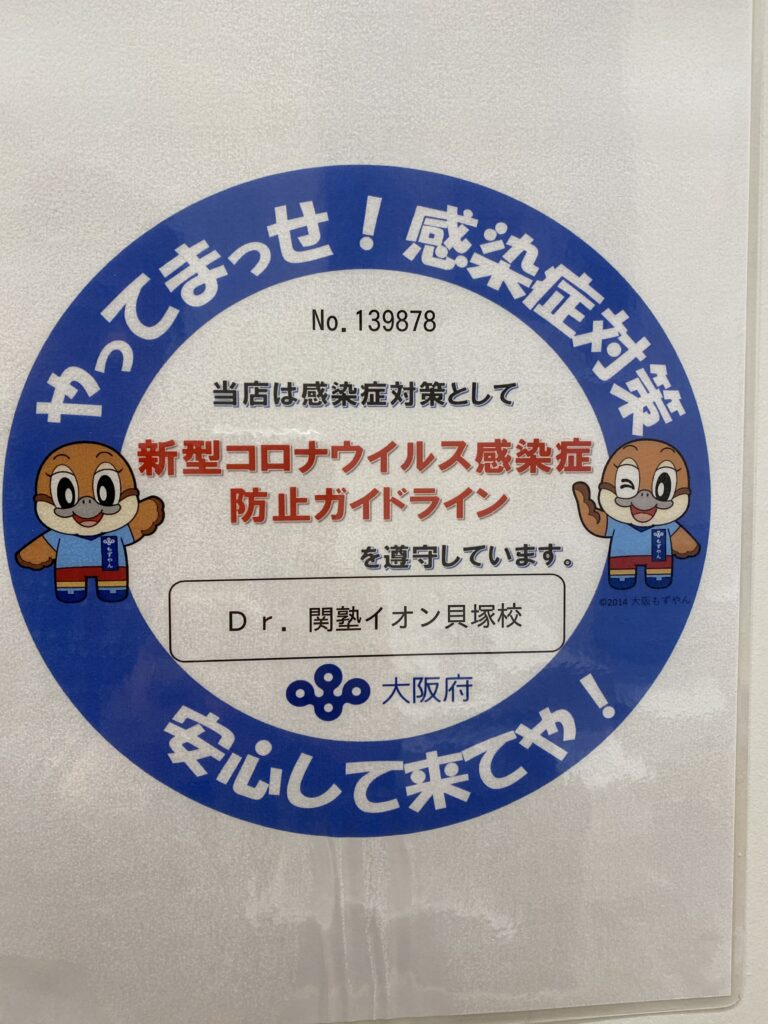 やってまっせ！感染症対策
No.139878
当店は感染症対策として
新型コロナウイルス感染症
防止ガイドライン
を遵守しています。
もずやん
もずやん
©2014 大阪もずやん
Ｄｒ．関塾イオン貝塚校
大阪府
安心して来てや！